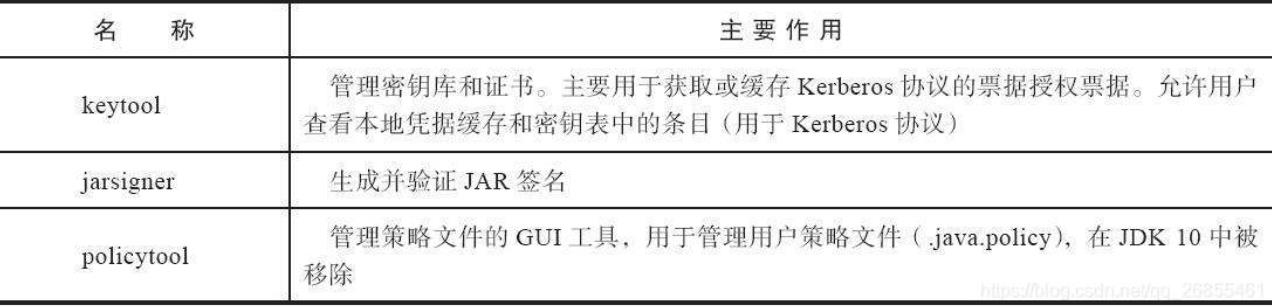 名 称 主 要 作 用
管理密钥库和证书。主要用于获取或缓存 Kerberos 协议的票据授权票据。允许用户
keytool
查看本地凭据缓存和密钥表中的条目（用于 Kerberos 协议）
jarsigner 生成并验证 JAR 签名
管理策略文件的 GUI 工具，用于管理用户策略文件（.java.policy），在 JDK 10 中被
policytool
移除
https://blog.csdn.net/qq_26855461